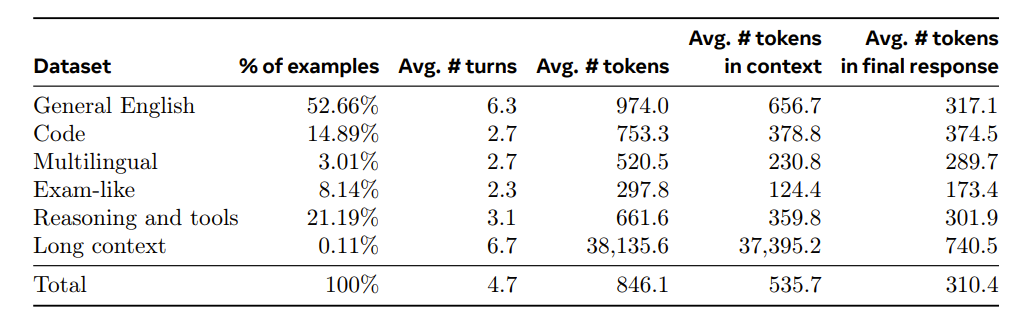 Avg. # tokens Avg. # tokens
Dataset % of examples Avg. # turns Avg. # tokens in context in final response
General English 52.66% 6.3 974.0 656.7 317.1
Code 14.89% 2.7 753.3 378.8 374.5
Multilingual 3.01% 2.7 520.5 230.8 289.7
Exam-like 8.14% 2.3 297.8 124.4 173.4
Reasoning and tools 21.19% 3.1 661.6 359.8 301.9
Long context 0.11% 6.7 38,135.6 37,395.2 740.5
Total 100% 4.7 846.1 535.7 310.4